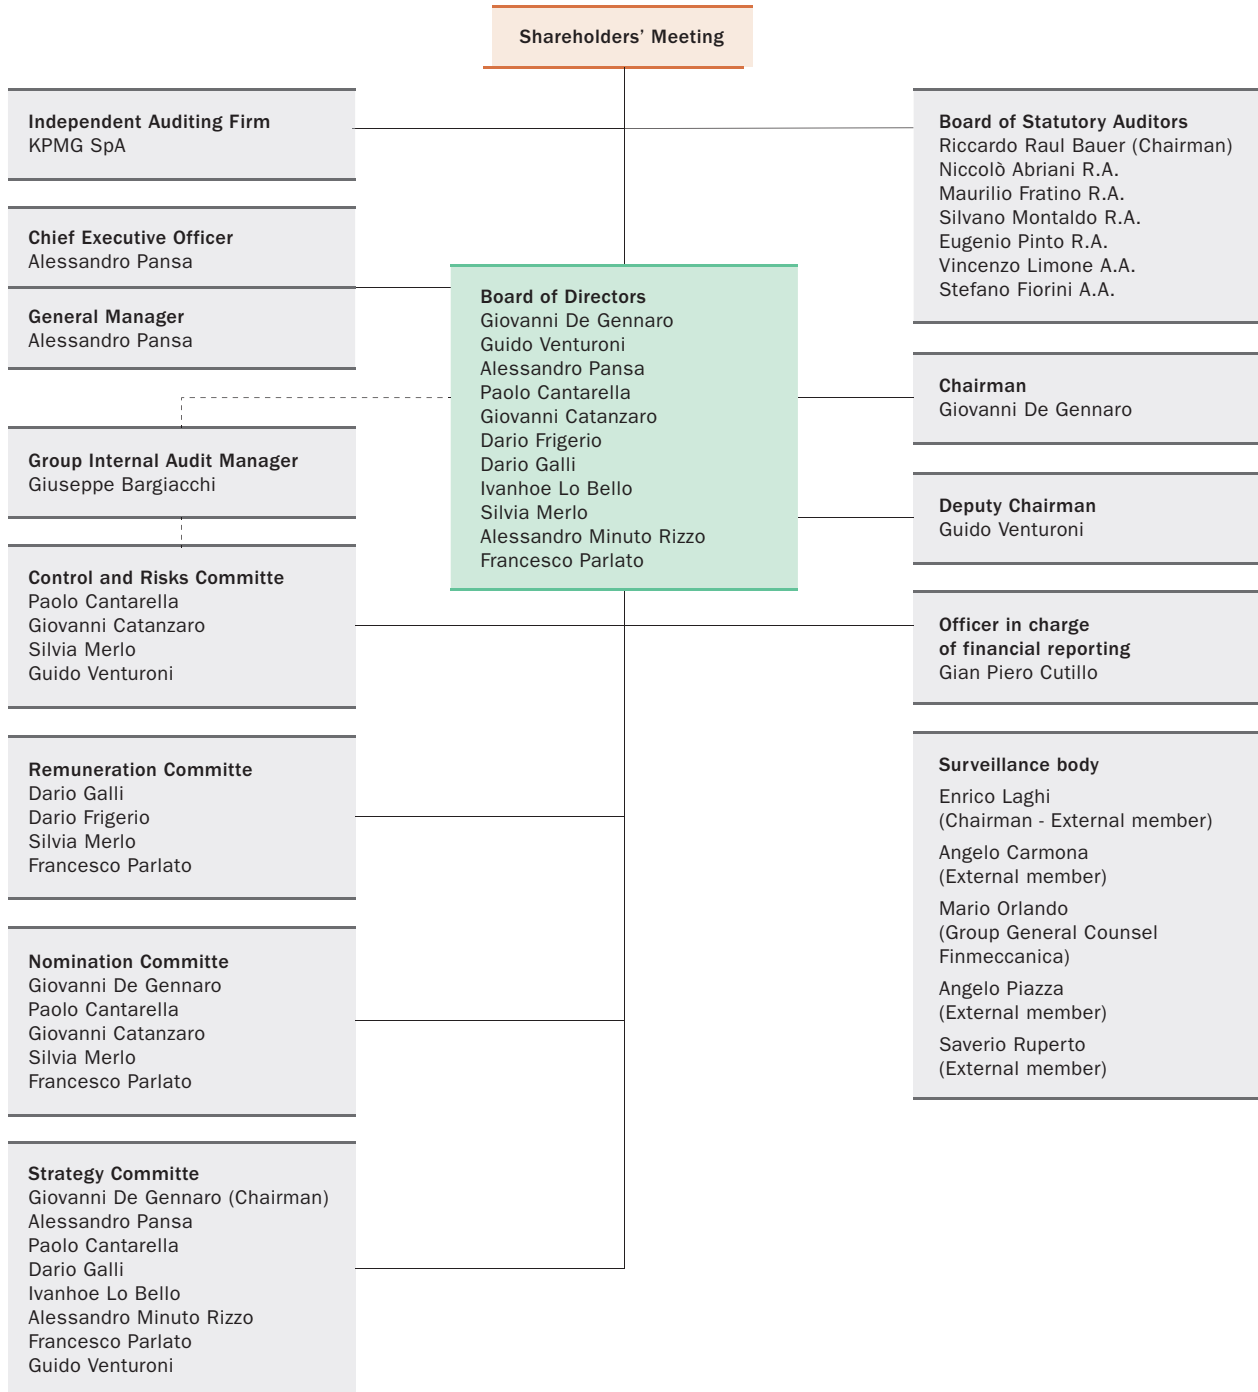 Shareholders’ Meeting
Independent Auditing Firm
KPMG SpA
Board of Statutory Auditors
Riccardo Raul Bauer (Chairman)
Niccolò Abriani R.A.
Maurilio Fratino R.A.
Silvano Montaldo R.A.
Eugenio Pinto R.A.
Vincenzo Limone A.A.
Stefano Fiorini A.A.
Chief Executive Officer
Alessandro Pansa
General Manager
Alessandro Pansa
Board of Directors
Giovanni De Gennaro
Guido Venturoni
Alessandro Pansa
Paolo Cantarella
Giovanni Catanzaro
Dario Frigerio
Dario Galli
Ivanhoe Lo Bello
Silvia Merlo
Alessandro Minuto Rizzo
Francesco Parlato
Chairman
Giovanni De Gennaro
Group Internal Audit Manager
Giuseppe Bargiacchi
Deputy Chairman
Guido Venturoni
Control and Risks Committe
Paolo Cantarella
Giovanni Catanzaro
Silvia Merlo
Guido Venturoni
Officer in charge
of financial reporting
Gian Piero Cutillo
Remuneration Committe
Dario Galli
Dario Frigerio
Silvia Merlo
Francesco Parlato
Surveillance body
Enrico Laghi
(Chairman - External member)
Angelo Carmona
(External member)
Mario Orlando
(Group General Counsel
Finmeccanica)
Angelo Piazza
(External member)
Saverio Ruperto
(External member)
Nomination Committe
Giovanni De Gennaro
Paolo Cantarella
Giovanni Catanzaro
Silvia Merlo
Francesco Parlato
Strategy Committe
Giovanni De Gennaro (Chairman)
Alessandro Pansa
Paolo Cantarella
Dario Galli
Ivanhoe Lo Bello
Alessandro Minuto Rizzo
Francesco Parlato
Guido Venturoni